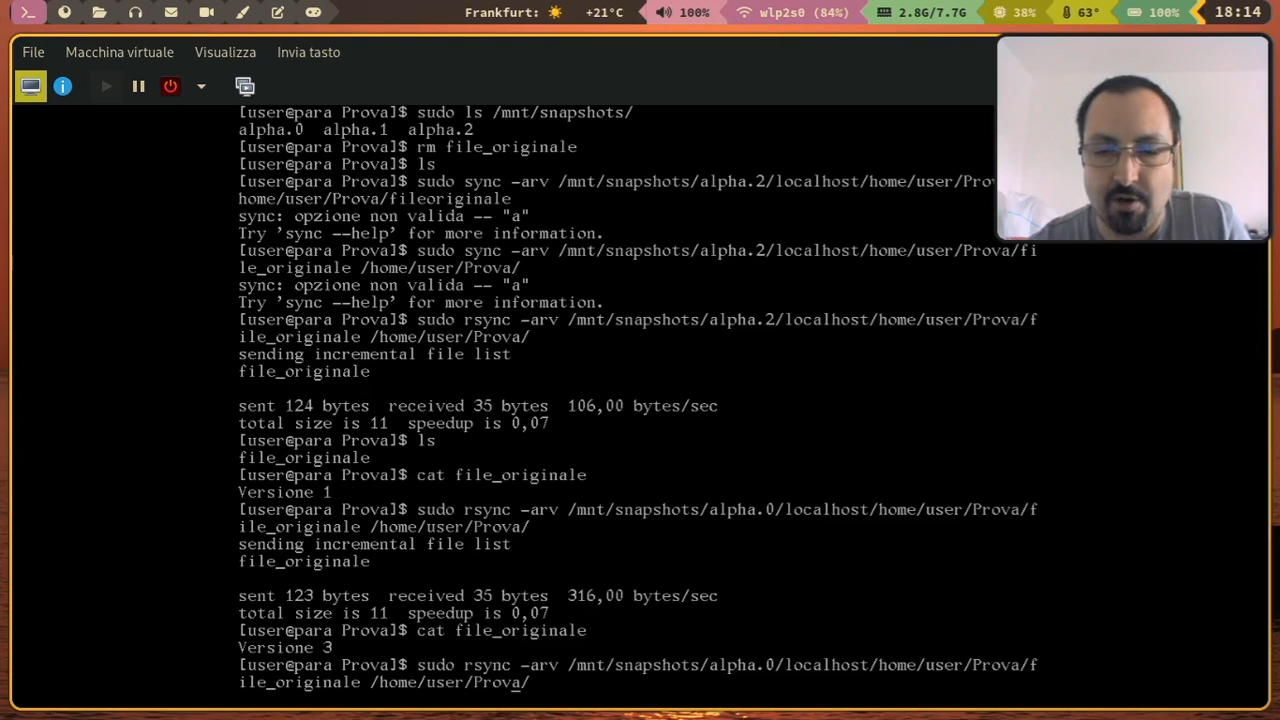 Frankfurt: +21°C 100% wlp2s0 (84%) 2.8G/7.7G 38% 63° 100% 18:14
File Macchina virtuale Visualizza Invia tasto
[user@para Prova]$ sudo ls /mnt/snapshots/
alpha.0 alpha.1 alpha.2
[user@para Prova]$ rm file_originale
[user@para Prova]$ ls
[user@para Prova]$ sudo sync -arv /mnt/snapshots/alpha.2/localhost/home/user/Pro
home/user/Prova/fileoriginale
sync: opzione non valida -- "a"
Try 'sync --help' for more information.
[user@para Prova]$ sudo sync -arv /mnt/snapshots/alpha.2/localhost/home/user/Prova/fi
le_originale /home/user/Prova/
sync: opzione non valida -- "a"
Try 'sync --help' for more information.
[user@para Prova]$ sudo rsync -arv /mnt/snapshots/alpha.2/localhost/home/user/Prova/f
ile_originale /home/user/Prova/
sending incremental file list
file_originale
sent 124 bytes received 35 bytes 106,00 bytes/sec
total size is 11 speedup is 0,07
[user@para Prova]$ ls
file_originale
[user@para Prova]$ cat file_originale
Versione 1
[user@para Prova]$ sudo rsync -arv /mnt/snapshots/alpha.0/localhost/home/user/Prova/f
ile_originale /home/user/Prova/
sending incremental file list
file_originale
sent 123 bytes received 35 bytes 316,00 bytes/sec
total size is 11 speedup is 0,07
[user@para Prova]$ cat file_originale
Versione 3
[user@para Prova]$ sudo rsync -arv /mnt/snapshots/alpha.0/localhost/home/user/Prova/f
ile_originale /home/user/Prova/